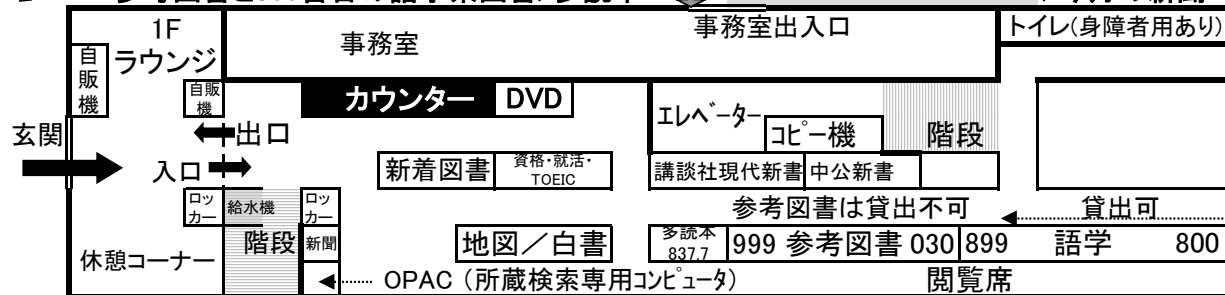 1F
ラウンジ
事務室
事務室出入口
トイレ(身障者用あり)
自販機
自販機
カウンター
DVD
エレベーター
コピー機
階段
玄関
出口
入口
新着図書
資格・就活・
TOEIC
講談社現代新書
中公新書
ロッカー
給水機
ロッカー
参考図書は貸出不可
貸出可
階段
新聞
地図／白書
多読本
837.7
999 参考図書 030
899 語学 800
休憩コーナー
OPAC（所蔵検索専用コンピュータ）
閲覧席